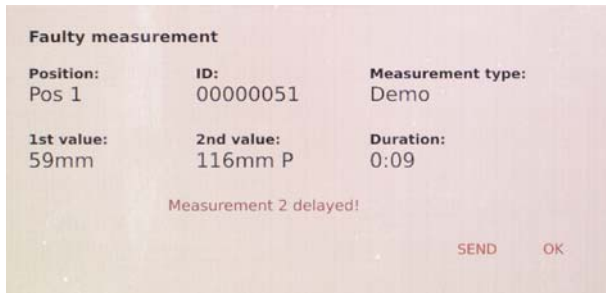 Faulty measurement
Position: ID: Measurement type:
Pos 1 00000051 Demo
1st value: 2nd value: Duration:
59mm 116mm P 0:09
Measurement 2 delayed!
SEND OK